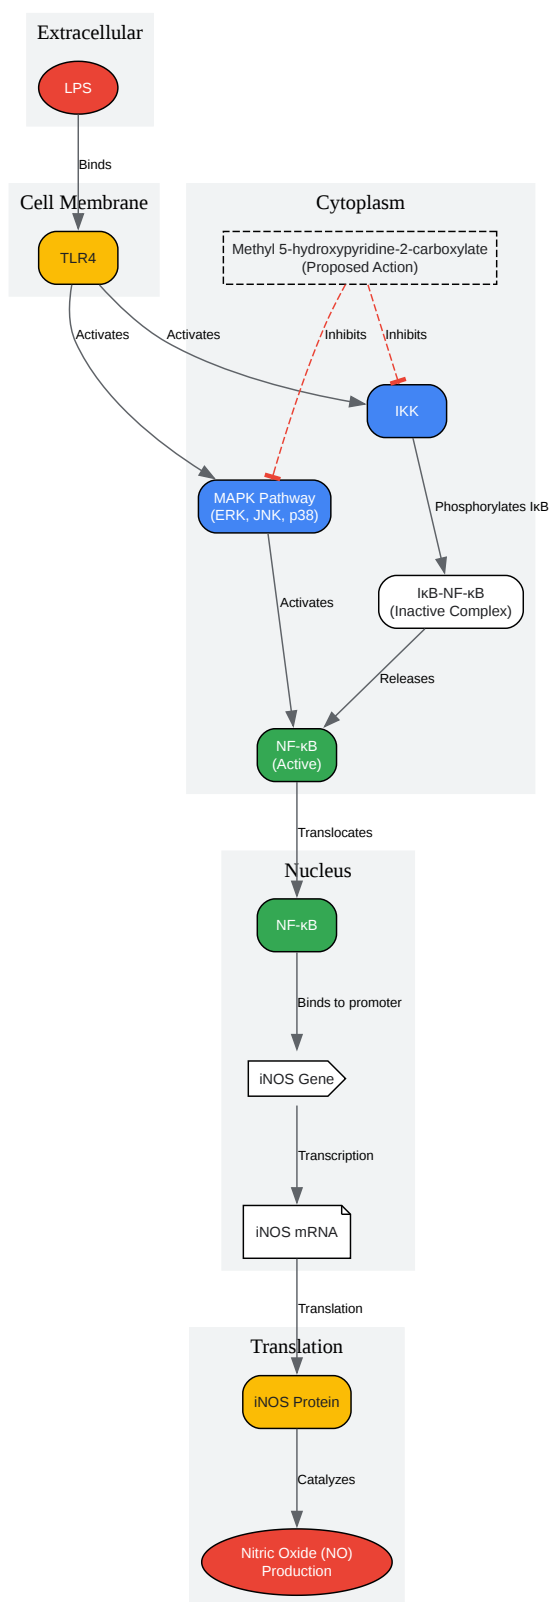 Extracellular
LPS
Binds
Cell Membrane
TLR4
Cytoplasm
Methyl 5-hydroxypyridine-2-carboxylate
(Proposed Action)
Activates
Activates
Inhibits
Inhibits
IKK
MAPK Pathway
(ERK, JNK, p38)
Phosphorylates IκB
IκB-NF-κB
(Inactive Complex)
Activates
Releases
NF-κB
(Active)
Translocates
Nucleus
NF-κB
Binds to promoter
iNOS Gene
Transcription
iNOS mRNA
Translation
Translation
iNOS Protein
Catalyzes
Nitric Oxide (NO)
Production